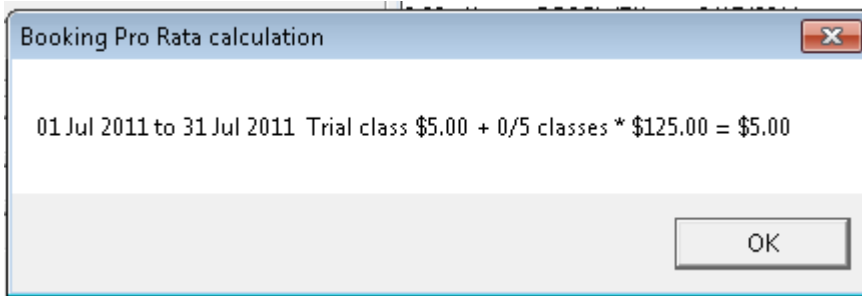 Booking Pro Rata calculation
01 Jul 2011 to 31 Jul 2011 Trial class $5.00 + 0/5 classes * $125.00 = $5.00
OK